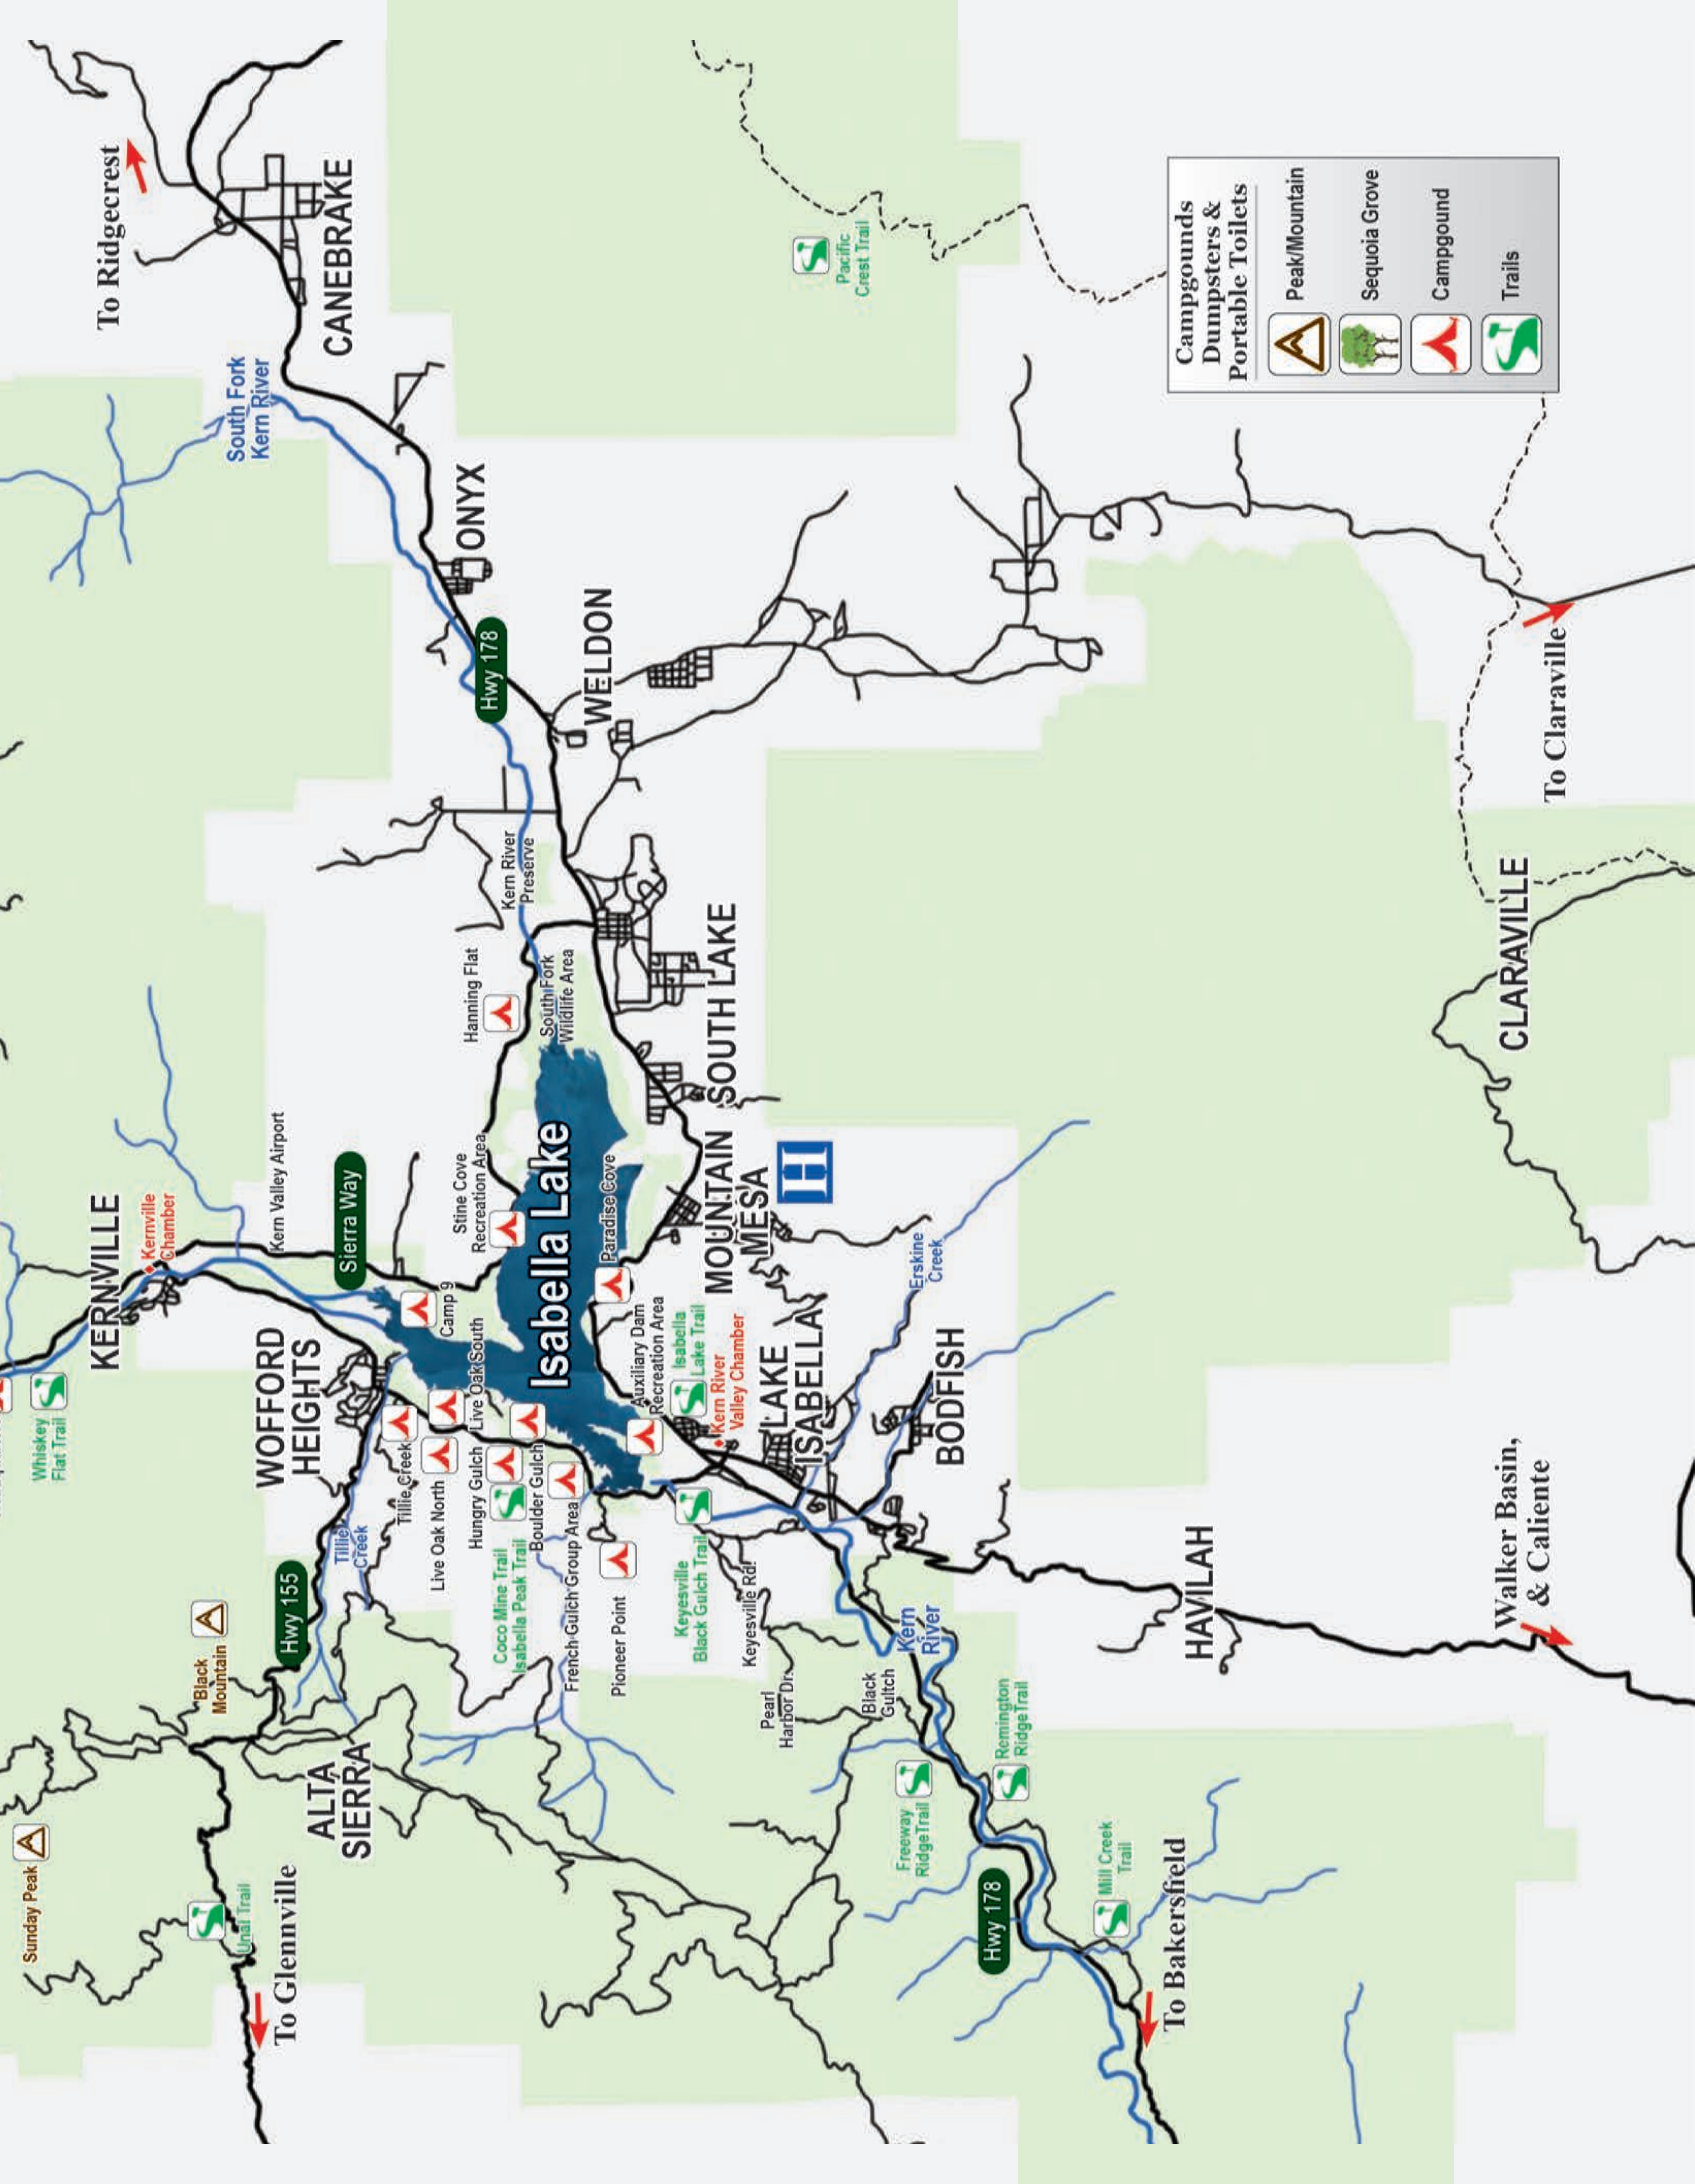 To Ridgecrest
CANEBRAKE
South Fork
Kern River
ONYX
Hwy 178
WELDON
Pacific
Crest Trail
Campgounds
Dumpsters &
Portable Toilets
Peak/Mountain
Sequoia Grove
Campgound
Trails
To Claraville
CLARAVILLE
Kern River
Preserve
Hanning Flat
South Fork
Wildlife Area
SOUTH LAKE
KERNVILLE
Kernville
Chamber
Kern Valley Airport
Sierra Way
Stine Cove
Recreation Area
Isabella Lake
Paradise Cove
MOUNTAIN
MESA
H
Camp 9
Whiskey
Flat Trail
WOFFORD
HEIGHTS
Live Oak South
Auxiliary Dam
Recreation Area
Isabella
Lake Trail
Kern River
Valley Chamber
LAKE
ISABELLA
Erskine
Creek
BODFISH
Tillie
Creek
Tillie Creek
Live Oak North
Hungry Gulch
Coco Mine Trail
Isabella Peak Trail
Boulder Gulch
French Gulch Group Area
Pioneer Point
Keyesville
Black Gulch Trail
Keyesville Rd.
Hwy 155
Black
Mountain
Pearl
Harbor Dr.
Black
Gultch
Kern
River
HAVILAH
Walker Basin,
& Caliente
Remington
RidgeTrail
Freeway
RidgeTrail
ALTA
SIERRA
Sunday Peak
Unal Trail
To Glennville
Hwy 178
Mill Creek
Trail
To Bakersfield